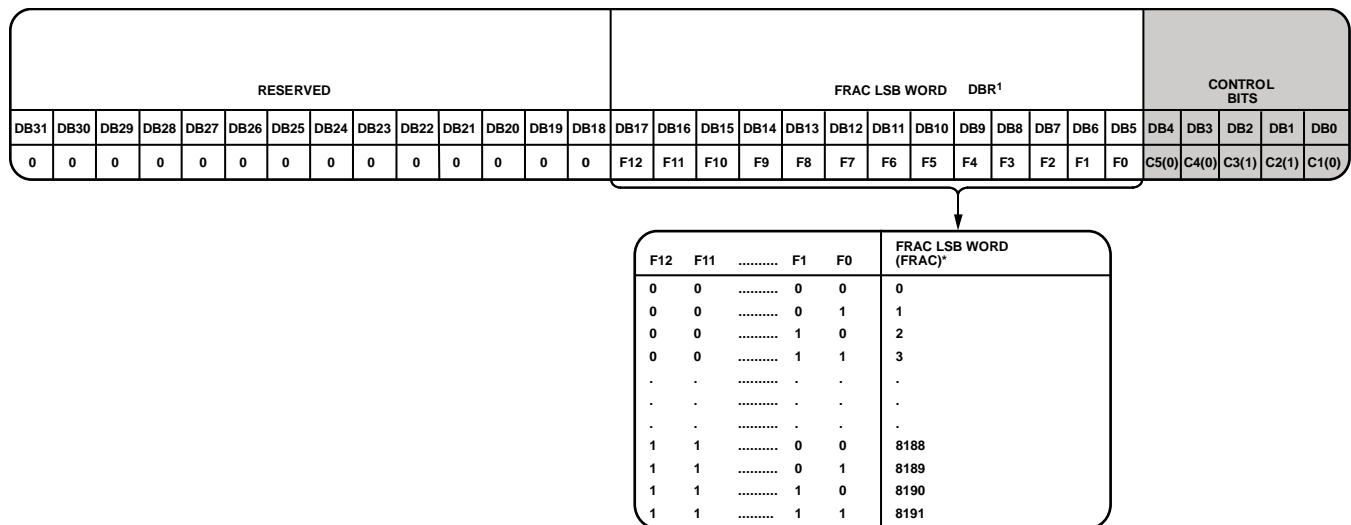 RESERVED FRAC LSB WORD DBR1 CONTROL
BITS
DB31 DB30 DB29 DB28 DB27 DB26 DB25 DB24 DB23 DB22 DB21 DB20 DB19 DB18 DB17 DB16 DB15 DB14 DB13 DB12 DB11 DB10 DB9 DB8 DB7 DB6 DB5 DB4 DB3 DB2 DB1 DB0
0 0 0 0 0 0 0 0 0 0 0 0 0 0 F12 F11 F10 F9 F8 F7 F6 F5 F4 F3 F2 F1 F0 C5(0) C4(0) C3(1) C2(1) C1(0)
FRAC LSB WORD
F12 F11 .......... F1 F0 (FRAC)*
0 0 .......... 0 0 0
0 0 .......... 0 1 1
0 0 .......... 1 0 2
0 0 .......... 1 1 3
. . .......... . . .
. . .......... . . .
. . .......... . . .
1 1 .......... 0 0 8188
1 1 .......... 0 1 8189
1 1 .......... 1 0 8190
1 1 ......... 1 1 8191